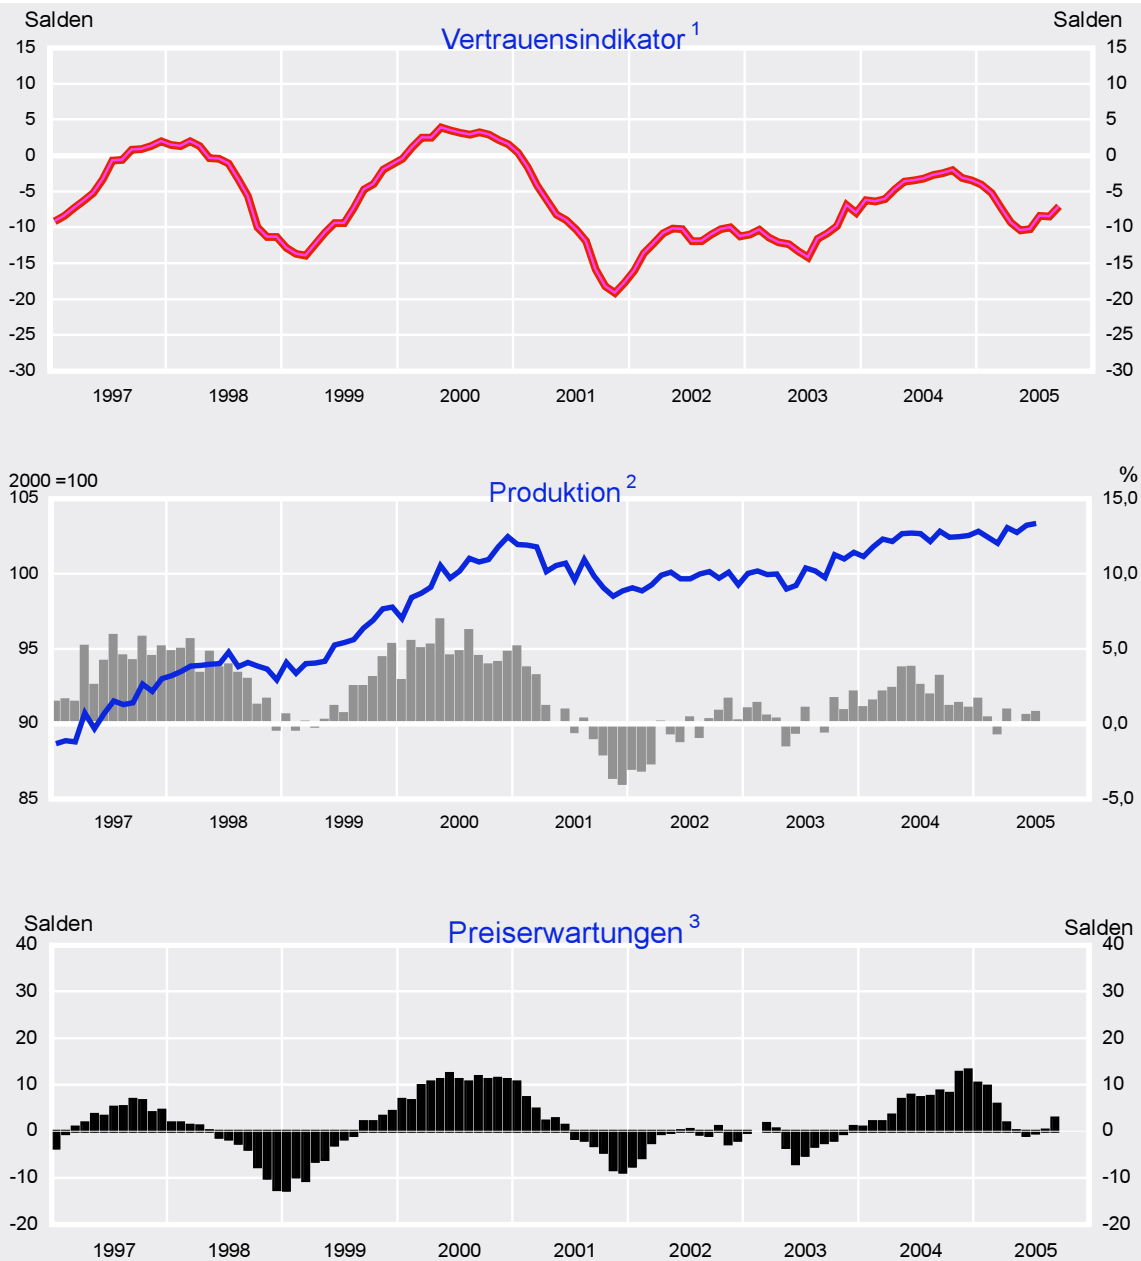 Salden Salden
Vertrauensindikator 1
15 15
10 10
5 5
0 0
-5 -5
-10 -10
-15 -15
-20 -20
-25 -25
-30 -30
1997 1998 1999 2000 2001 2002 2003 2004 2005
2000 =100 %
Produktion 2
105 15,0
100 10,0
95 5,0
90 0,0
85 -5,0
1997 1998 1999 2000 2001 2002 2003 2004 2005
Salden Salden
Preiserwartungen 3
40 40
30 30
20 20
10 10
0 0
-10 -10
-20 -20
1997 1998 1999 2000 2001 2002 2003 2004 2005